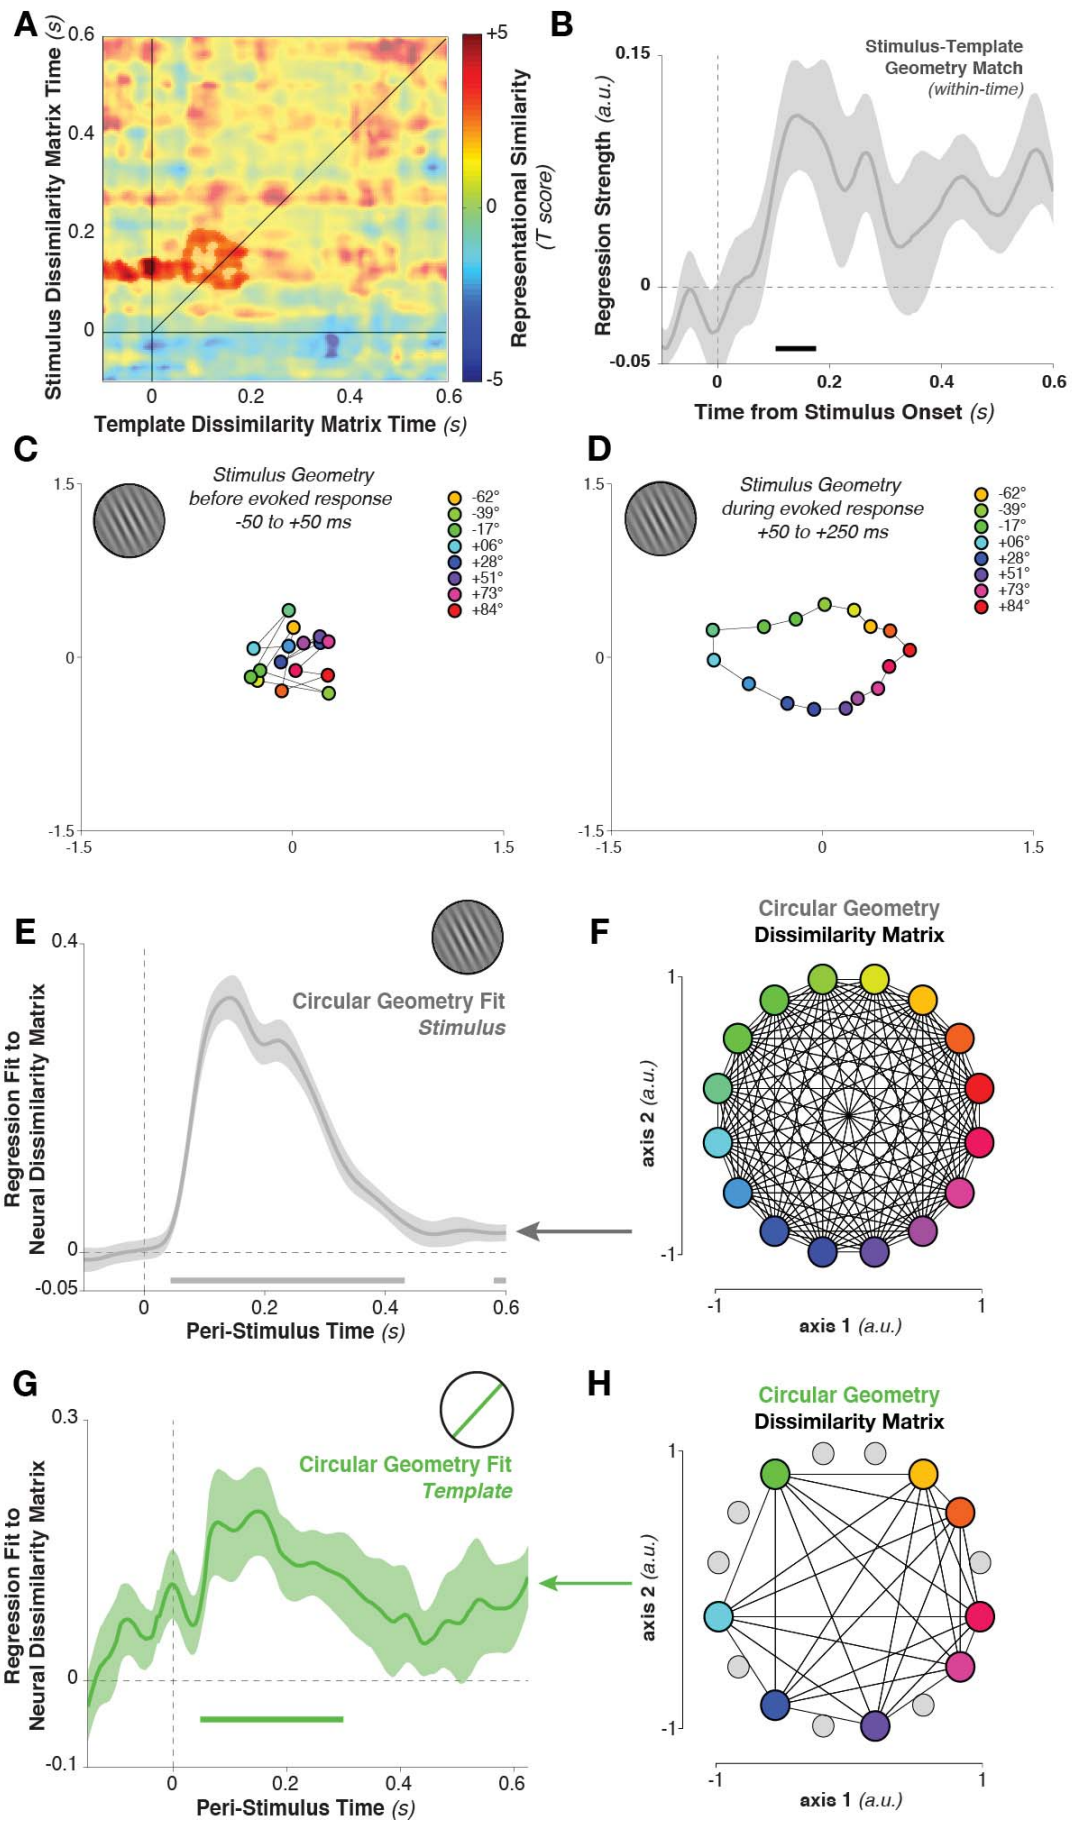 A
Stimulus Dissimilarity Matrix Time (s)
0.6
0.4
0.2
0
0
0.2
0.4
0.6
Template Dissimilarity Matrix Time (s)
+5
0
-5
Representational Similarity
(T score)
B
Stimulus-Template
Geometry Match
(within-time)
Regression Strength (a.u.)
0.15
0
-0.05
0
0.2
0.4
0.6
Time from Stimulus Onset (s)
C
Stimulus Geometry
before evoked response
-50 to +50 ms
-62°
-39°
-17°
+06°
+28°
+51°
+73°
+84°
1.5
0
-1.5
-1.5
0
1.5
D
Stimulus Geometry
during evoked response
+50 to +250 ms
-62°
-39°
-17°
+06°
+28°
+51°
+73°
+84°
1.5
0
-1.5
-1.5
0
1.5
E
Regression Fit to
Neural Dissimilarity Matrix
0.4
0
-0.05
Circular Geometry Fit
Stimulus
0
0.2
0.4
0.6
Peri-Stimulus Time (s)
F
Circular Geometry
Dissimilarity Matrix
1
-1
axis 2 (a.u.)
-1
1
axis 1 (a.u.)
G
Regression Fit to
Neural Dissimilarity Matrix
0.3
0
-0.1
Circular Geometry Fit
Template
0
0.2
0.4
0.6
Peri-Stimulus Time (s)
H
Circular Geometry
Dissimilarity Matrix
1
-1
axis 2 (a.u.)
-1
1
axis 1 (a.u.)